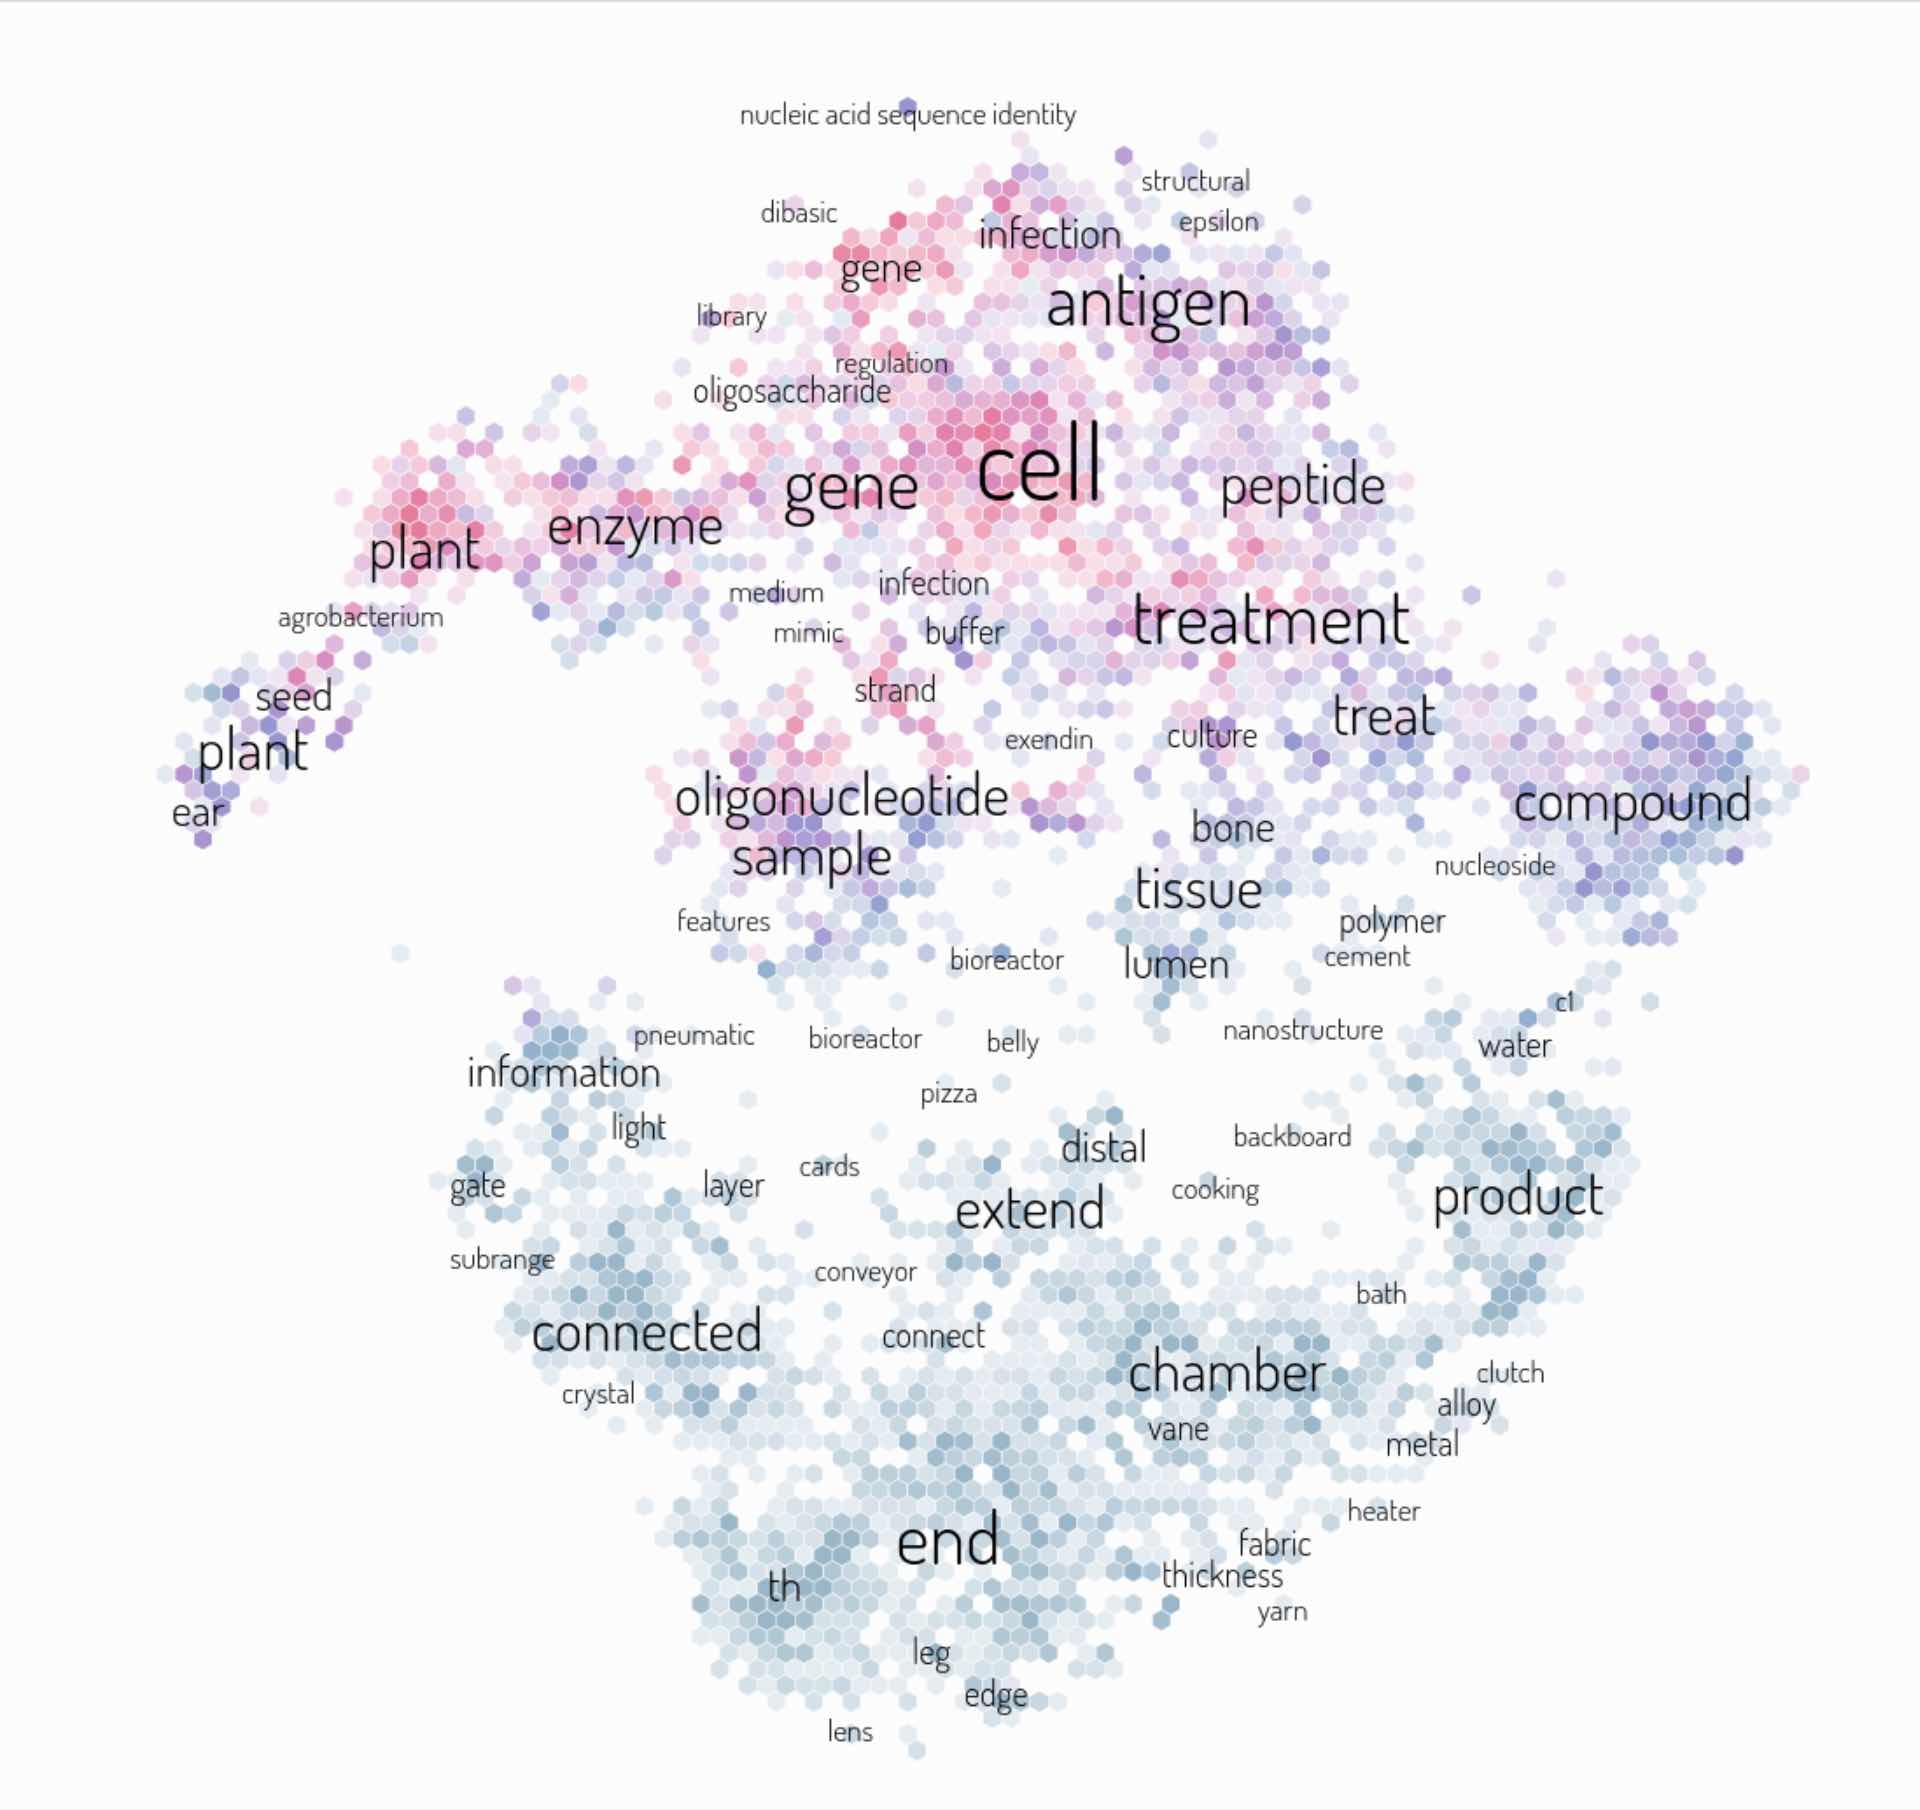 nucleic acid sequence identity
structural
dibasic
epsilon
infection
gene
antigen
library
regulation
oligosaccharide
cell
gene
peptide
enzyme
plant
infection
medium
agrobacterium
treatment
mimic
buffer
strand
seed
treat
culture
exendin
plant
oligonucleotide
compound
ear
bone
sample
nucleoside
tissue
features
polymer
cement
bioreactor
lumen
c1
nanostructure
pneumatic
bioreactor
belly
water
information
pizza
light
backboard
distal
cards
gate
layer
cooking
product
extend
subrange
conveyor
bath
connected
connect
chamber
clutch
crystal
alloy
vane
metal
heater
end
fabric
thickness
th
yarn
leg
edge
lens